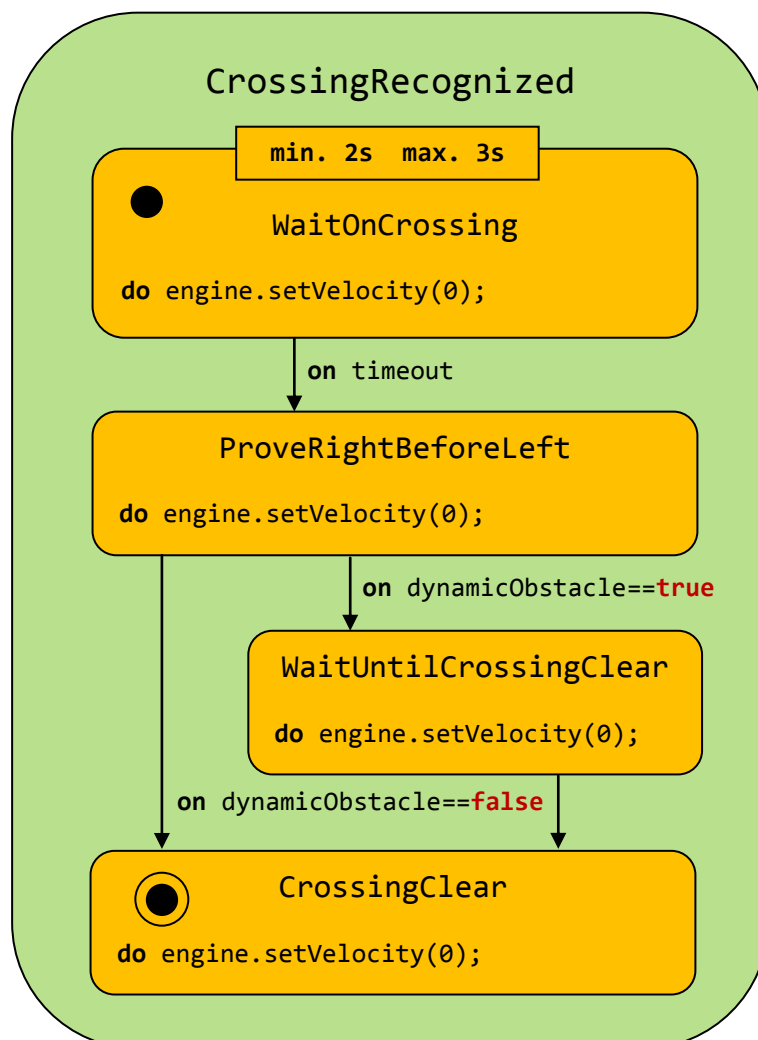 CrossingRecognized
min. 2s max. 3s
WaitOnCrossing
do engine.setVelocity(0);
on timeout
ProveRightBeforeLeft
do engine.setVelocity(0);
on dynamicObstacle==true
WaitUntilCrossingClear
do engine.setVelocity(0);
on dynamicObstacle==false
CrossingClear
do engine.setVelocity(0);